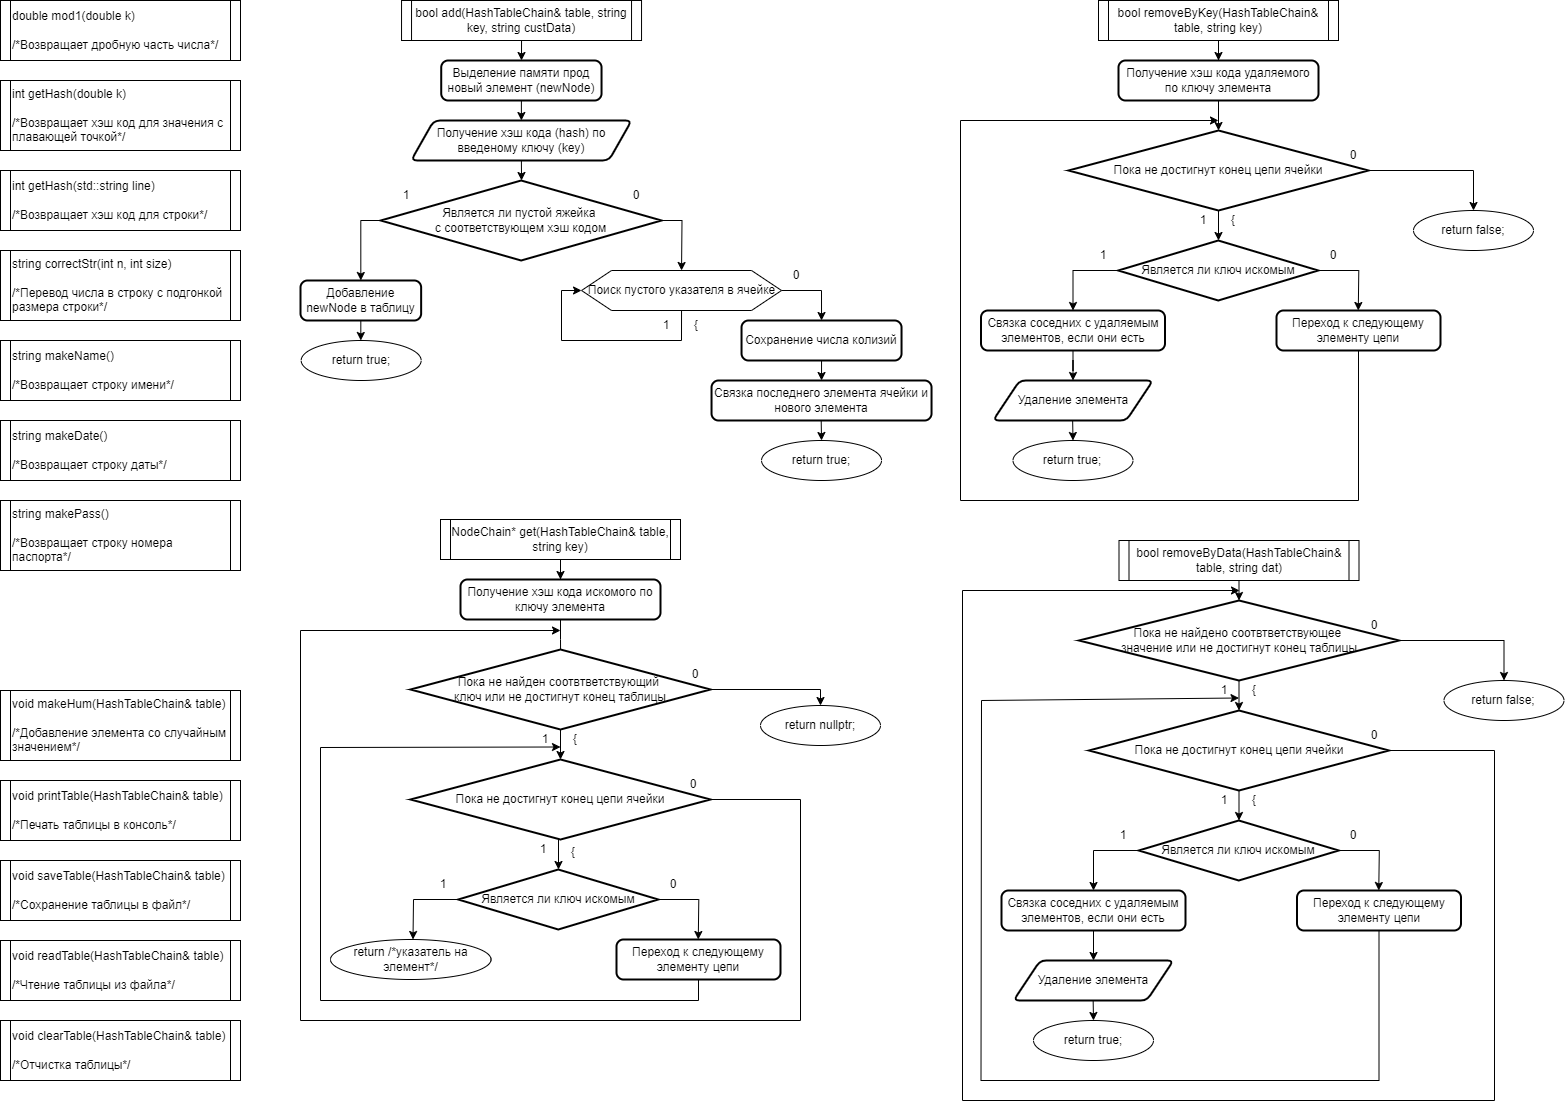 double mod1(double k)
/*Возвращает дробную часть числа*/
int getHash(double k)
/*Возвращает хэш код для значения с
плавающей точкой*/
int getHash(std::string line)
/*Возвращает хэш код для строки*/
string correctStr(int n, int size)
/*Перевод числа в строку с подгонкой
размера строки*/
string makeName()
/*Возвращает строку имени*/
string makeDate()
/*Возвращает строку даты*/
string makePass()
/*Возвращает строку номера
паспорта*/
void makeHum(HashTableChain& table)
/*Добавление элемента со случайным
значением*/
void printTable(HashTableChain& table)
/*Печать таблицы в консоль*/
void saveTable(HashTableChain& table)
/*Сохранение таблицы в файл*/
void readTable(HashTableChain& table)
/*Чтение таблицы из файла*/
void clearTable(HashTableChain& table)
/*Отчистка таблицы*/
bool add(HashTableChain& table, string
key, string custData)
Выделение памяти прод
новый элемент (newNode)
Получение хэш кода (hash) по
введеному ключу (key)
1
0
Является ли пустой яжейка
с соответствующем хэш кодом
Добавление
newNode в таблицу
return true;
Поиск пустого указателя в ячейке
0
1
{
Сохранение числа колизий
Связка последнего элемента ячейки и
нового элемента
return true;
NodeChain* get(HashTableChain& table,
string key)
Получение хэш кода искомого по
ключу элемента
Пока не найден соотвтветствующий
ключ или не достигнут конец таблицы
0
return nullptr;
1
{
Пока не достигнут конец цепи ячейки
0
1
{
Является ли ключ искомым
1
0
return /*указатель на
элемент*/
Переход к следующему
элементу цепи
bool removeByKey(HashTableChain&
table, string key)
Получение хэш кода удаляемого
по ключу элемента
Пока не достигнут конец цепи ячейки
0
return false;
1
{
Является ли ключ искомым
1
0
Связка соседних с удаляемым
элементов, если они есть
Переход к следующему
элементу цепи
Удаление элемента
return true;
bool removeByData(HashTableChain&
table, string dat)
Пока не найдено соотвтветствующее
значение или не достигнут конец таблицы
0
return false;
1
{
Пока не достигнут конец цепи ячейки
0
1
{
Является ли ключ искомым
1
0
Связка соседних с удаляемым
элементов, если они есть
Переход к следующему
элементу цепи
Удаление элемента
return true;